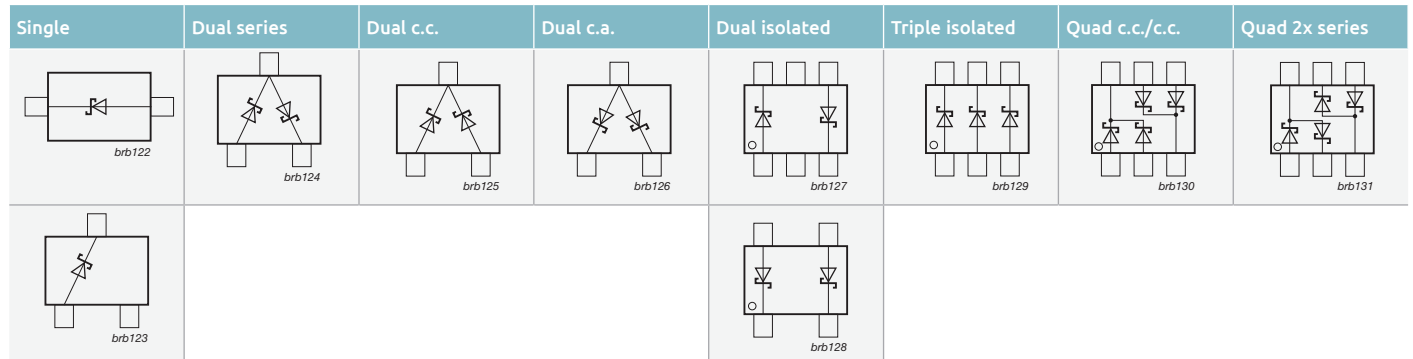 Single
Dual series
Dual c.c.
Dual c.a.
Dual isolated
Triple isolated
Quad c.c./c.c.
Quad 2x series
brb122
brb124
brb125
brb126
brb127
brb129
brb130
brb131
brb123
brb128